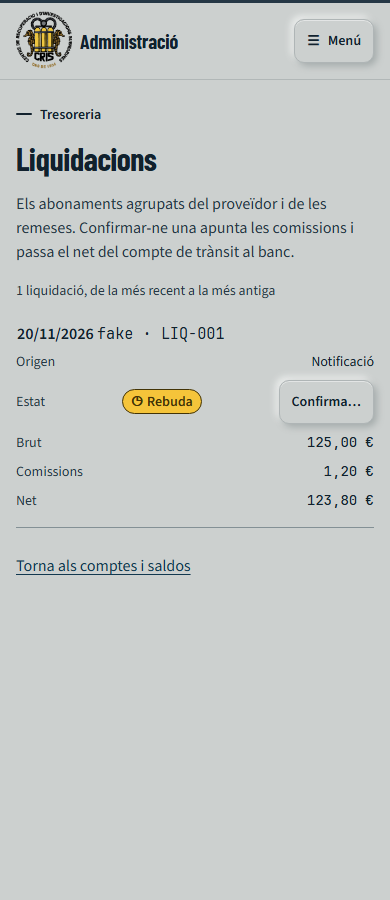 CRIS
Administració
☰ Menú
— Tresoreria
Liquidacions
Els abonaments agrupats del proveïdor i de les
remeses. Confirmar-ne una apunta les comissions i
passa el net del compte de trànsit al banc.
1 liquidació, de la més recent a la més antiga
20/11/2026 fake · LIQ-001
Origen Notificació
Estat Rebuda Confirma…
Brut 125,00 €
Comissions 1,20 €
Net 123,80 €
Torna als comptes i saldos